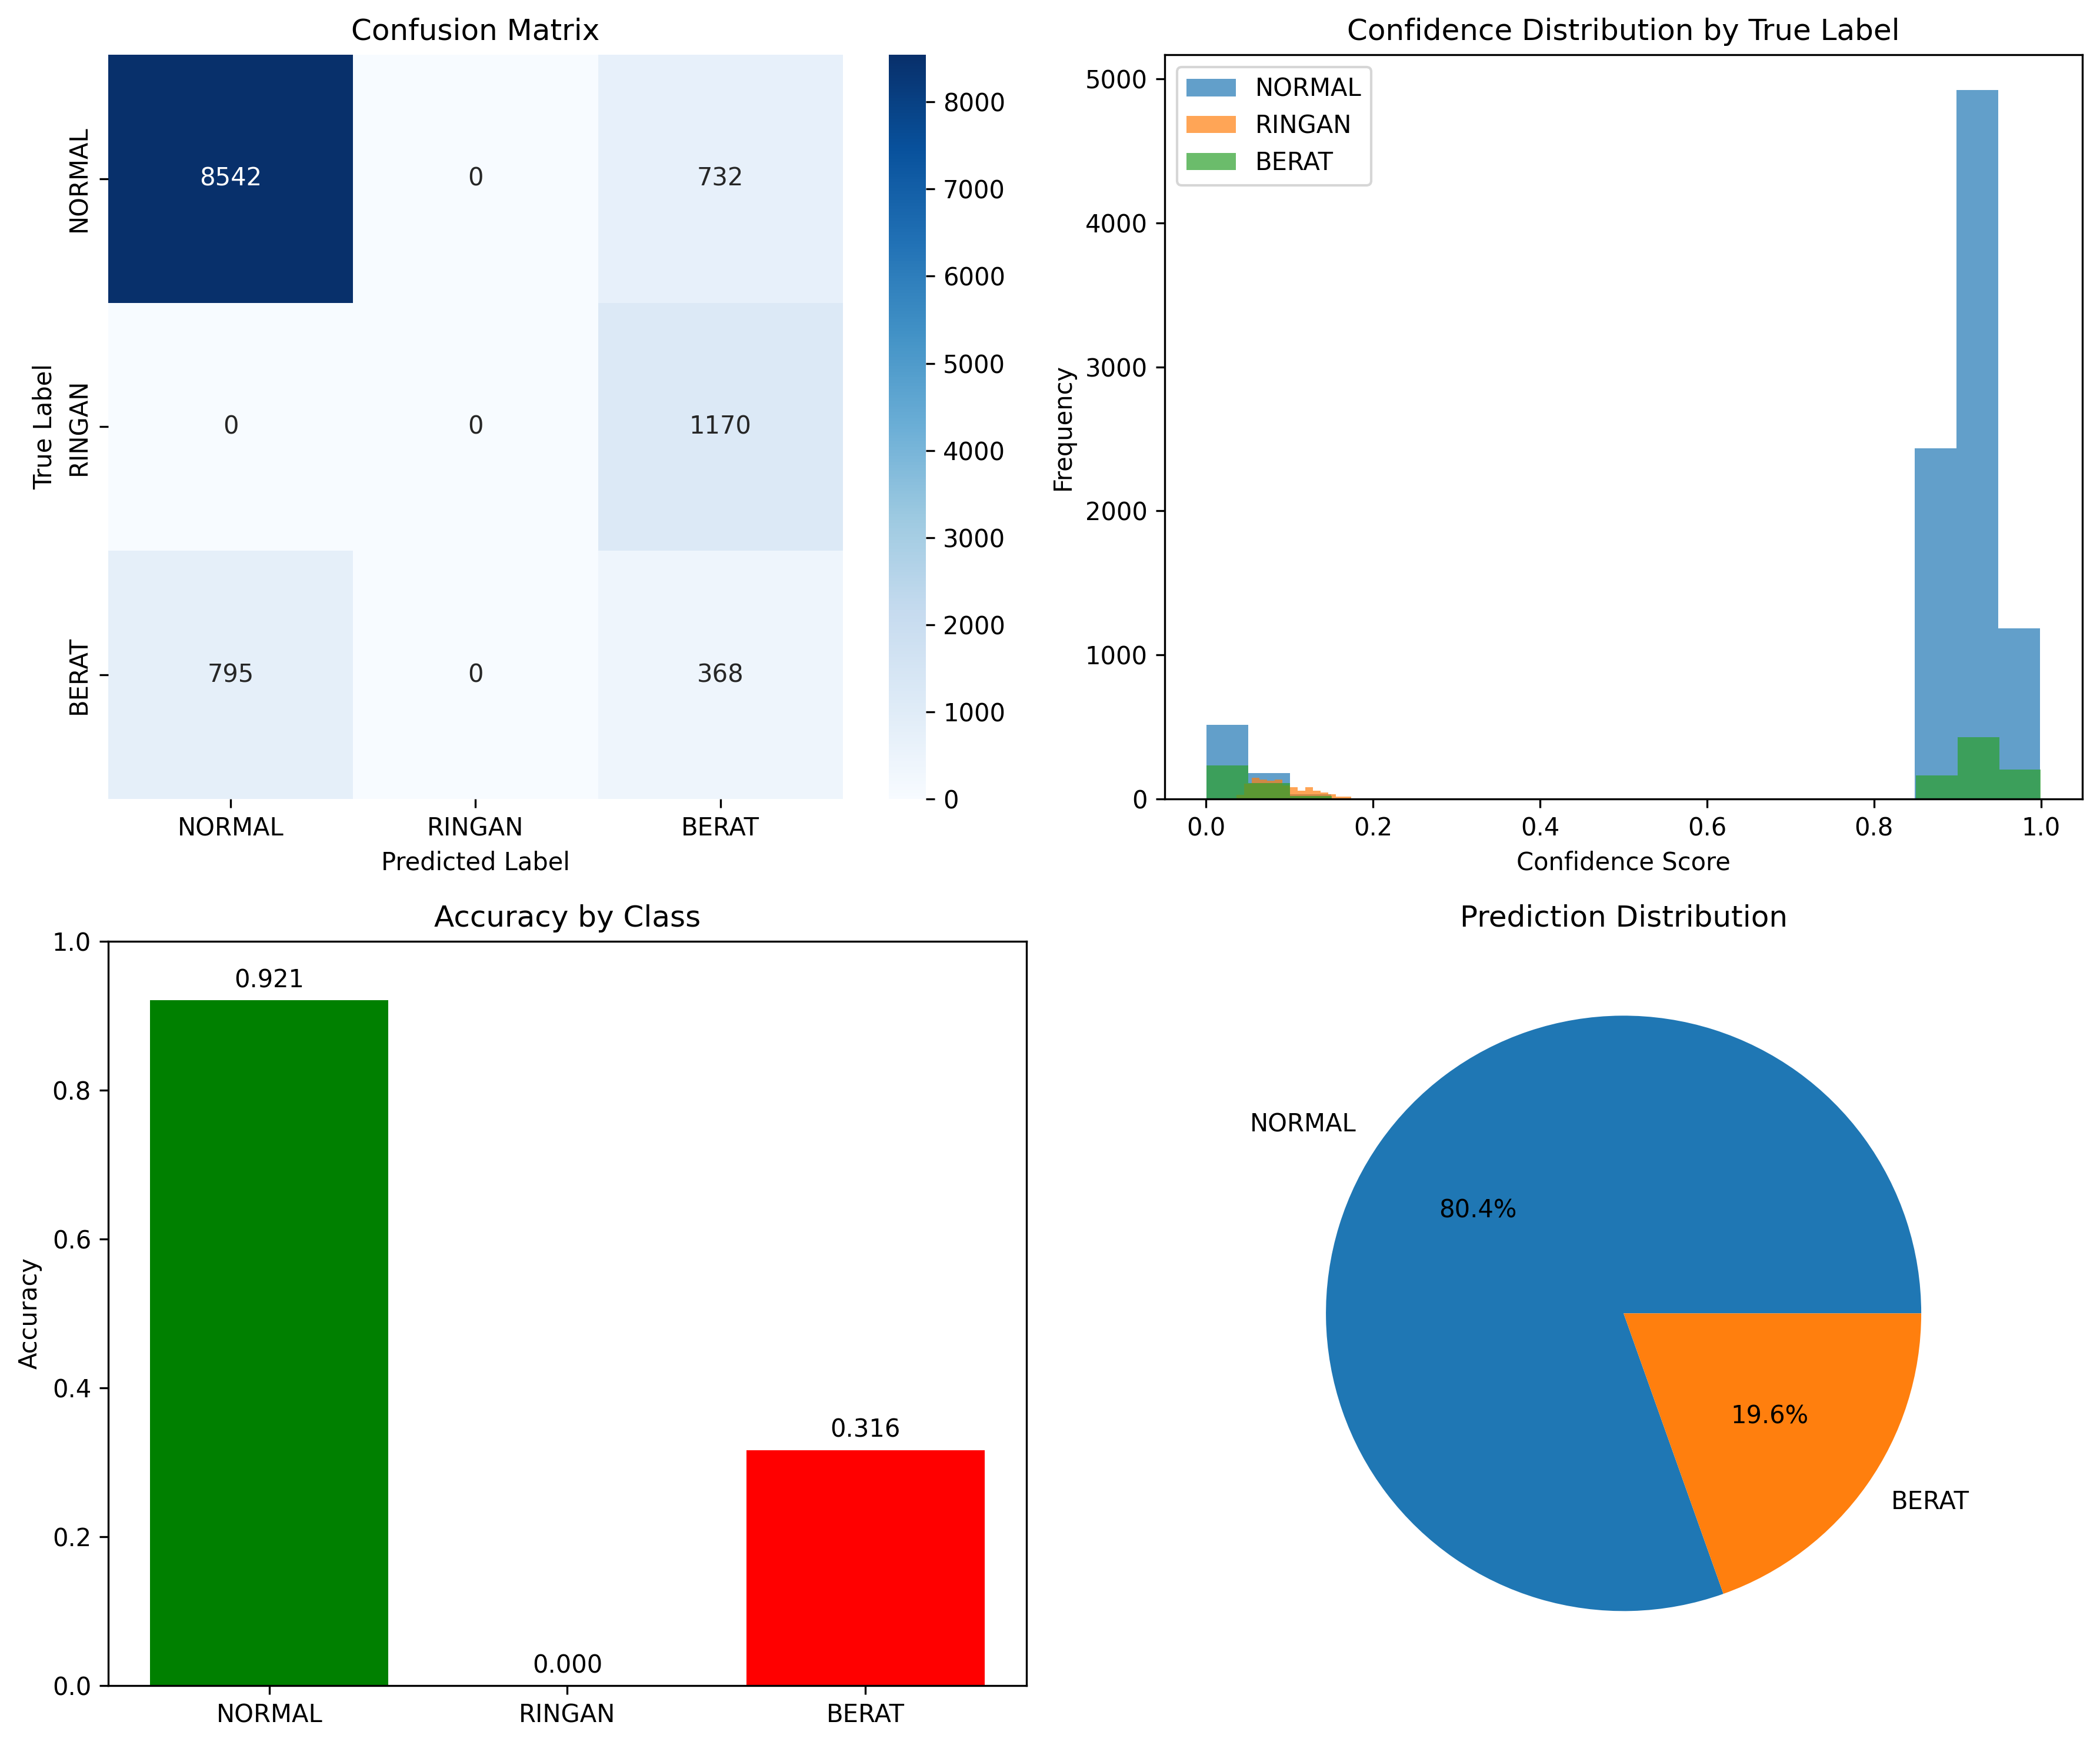 Confusion Matrix
True Label
NORMAL
RINGAN
BERAT
8542 0 732
0 0 1170
795 0 368
NORMAL RINGAN BERAT
Predicted Label
8000
7000
6000
5000
4000
3000
2000
1000
0
Confidence Distribution by True Label
NORMAL
RINGAN
BERAT
Frequency
5000
4000
3000
2000
1000
0
0.0 0.2 0.4 0.6 0.8 1.0
Confidence Score
Accuracy by Class
Accuracy
1.0
0.8
0.6
0.4
0.2
0.0
0.921
0.000
0.316
NORMAL RINGAN BERAT
Prediction Distribution
NORMAL
80.4%
19.6%
BERAT